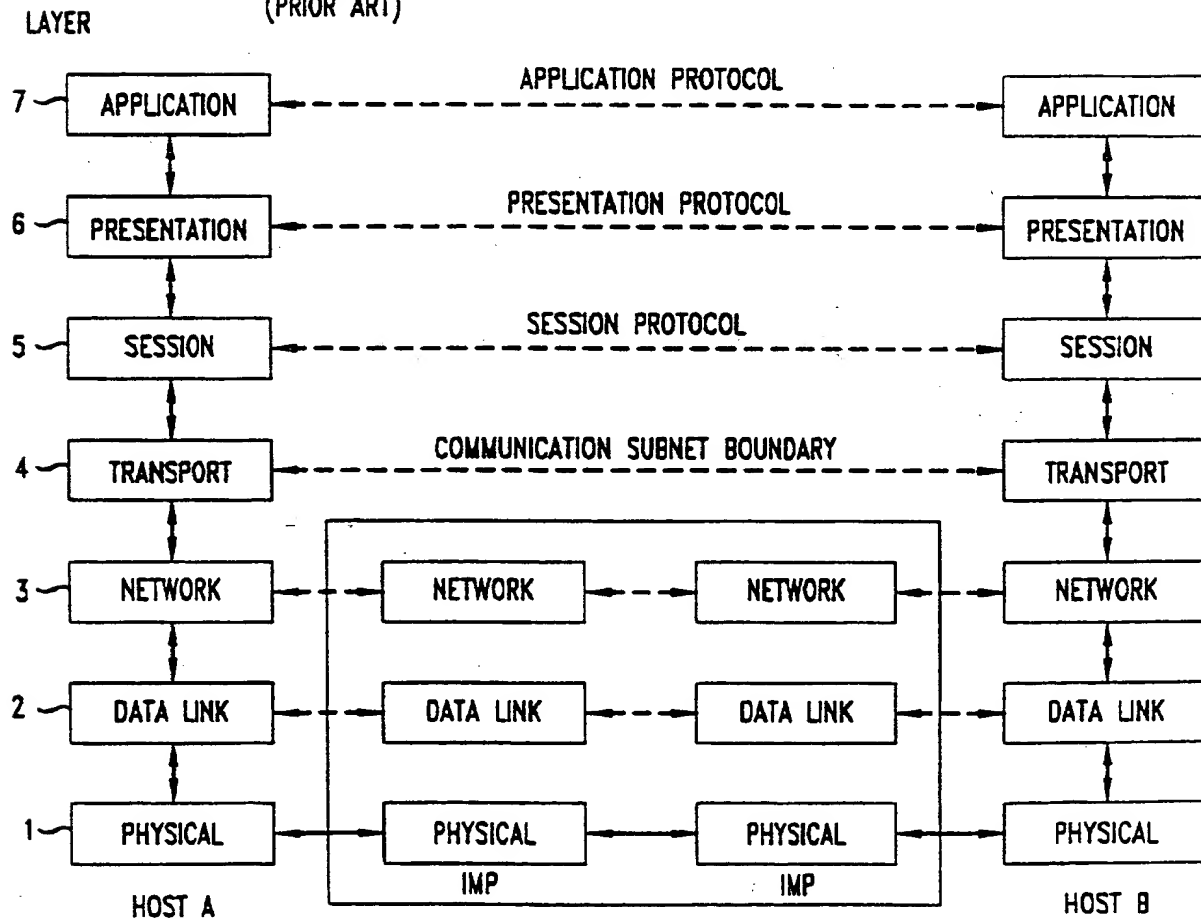 (PRIOR ART)
LAYER
7 APPLICATION APPLICATION PROTOCOL APPLICATION
6 PRESENTATION PRESENTATION PROTOCOL PRESENTATION
5 SESSION SESSION PROTOCOL SESSION
4 TRANSPORT COMMUNICATION SUBNET BOUNDARY TRANSPORT
3 NETWORK NETWORK NETWORK NETWORK
2 DATA LINK DATA LINK DATA LINK DATA LINK
1 PHYSICAL PHYSICAL PHYSICAL PHYSICAL
IMP IMP
HOST A HOST B